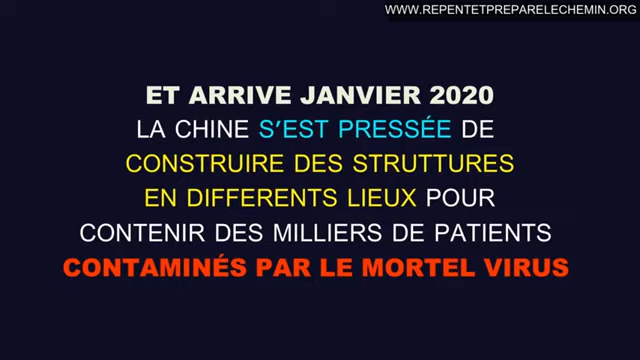 WWW.REPENTETPREPARELECHEMIN.ORG
ET ARRIVE JANVIER 2020
LA CHINE S'EST PRESSÉE DE
CONSTRUIRE DES STRUTTURES
EN DIFFERENTS LIEUX POUR
CONTENIR DES MILLIERS DE PATIENTS
CONTAMINÉS PAR LE MORTEL VIRUS